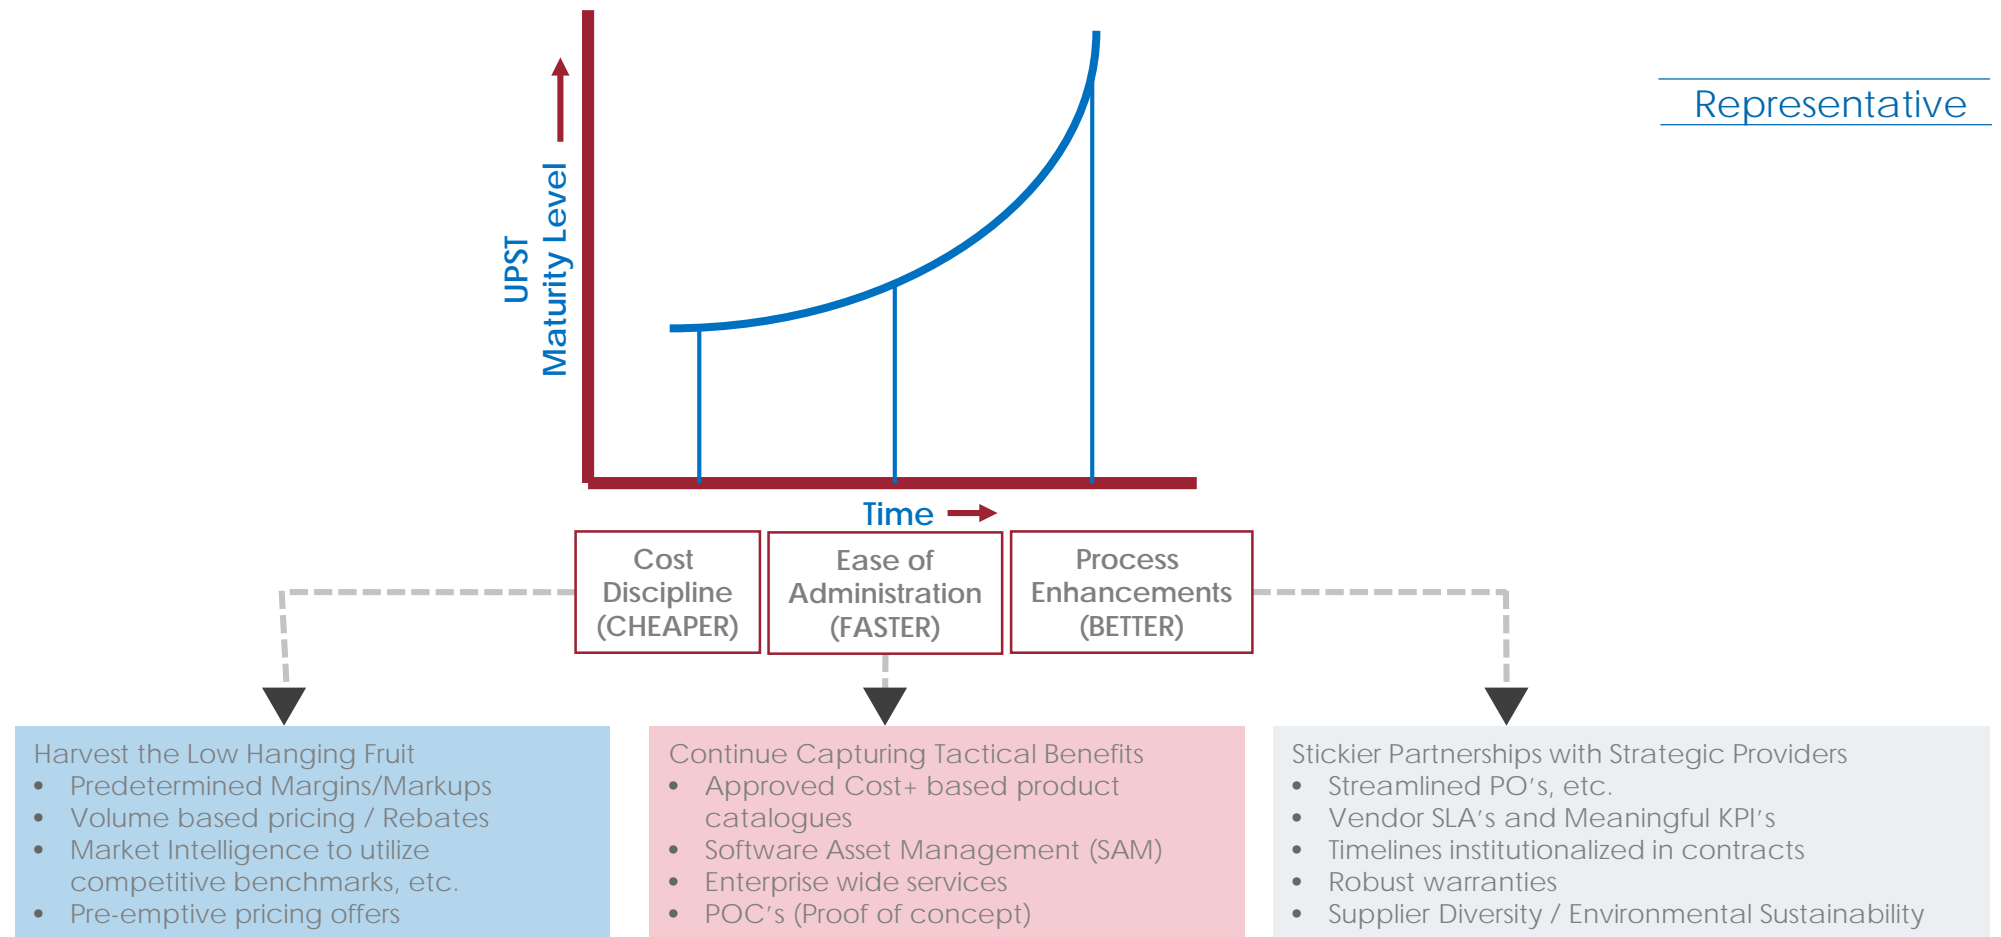 Representative
UPST
Maturity Level
Time
Cost
Discipline
(CHEAPER)
Ease of
Administration
(FASTER)
Process
Enhancements
(BETTER)
Harvest the Low Hanging Fruit
• Predetermined Margins/Markups
• Volume based pricing / Rebates
• Market Intelligence to utilize
competitive benchmarks, etc.
• Pre-emptive pricing offers
Continue Capturing Tactical Benefits
• Approved Cost+ based product
catalogues
• Software Asset Management (SAM)
• Enterprise wide services
• POC's (Proof of concept)
Stickier Partnerships with Strategic Providers
• Streamlined PO's, etc.
• Vendor SLA's and Meaningful KPI's
• Timelines institutionalized in contracts
• Robust warranties
• Supplier Diversity / Environmental Sustainability